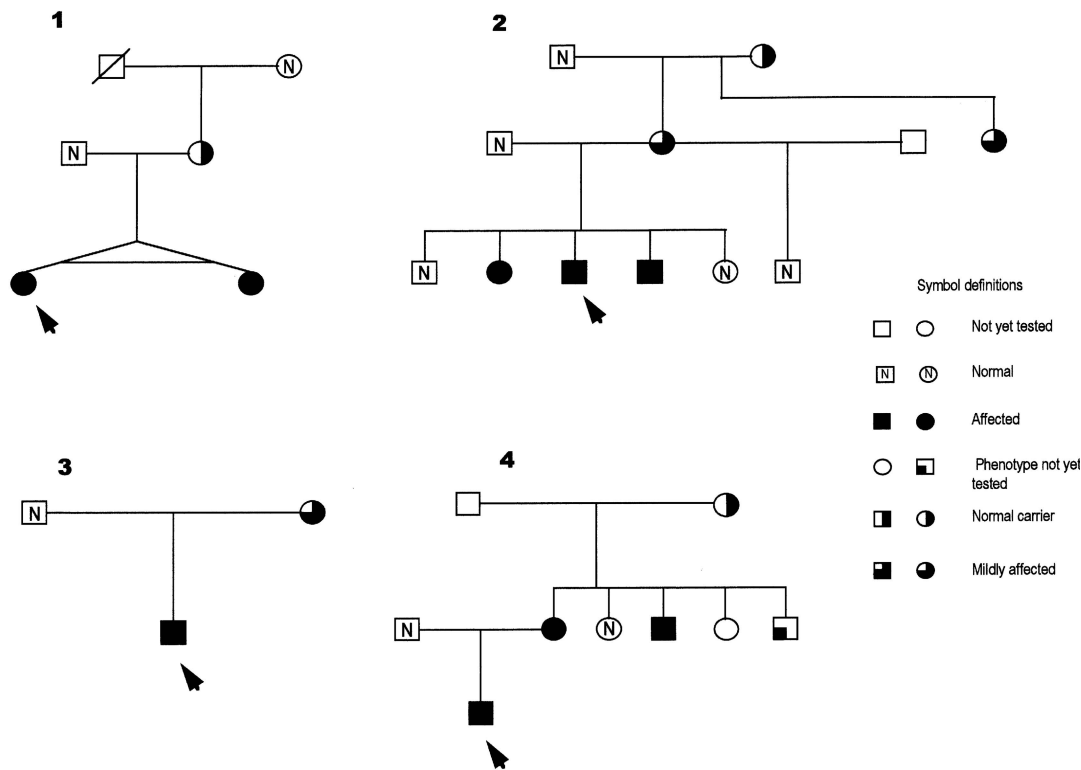 1
2
N
N
N
N
N
N
N
Symbol definitions
Not yet tested
N N Normal
Affected
Phenotype not yet
tested
Normal carrier
Mildly affected
3
4
N
N
N